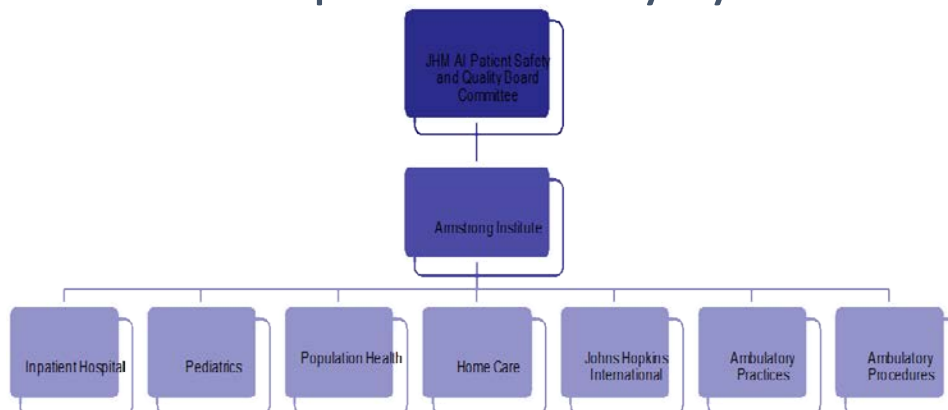 JHM AI Patient Safety
and Quality Board
Committee
Armstrong Institute
Inpatient Hospital
Pediatrics
Population Health
Home Care
Johns Hopkins
International
Ambulatory
Practices
Ambulatory
Procedures